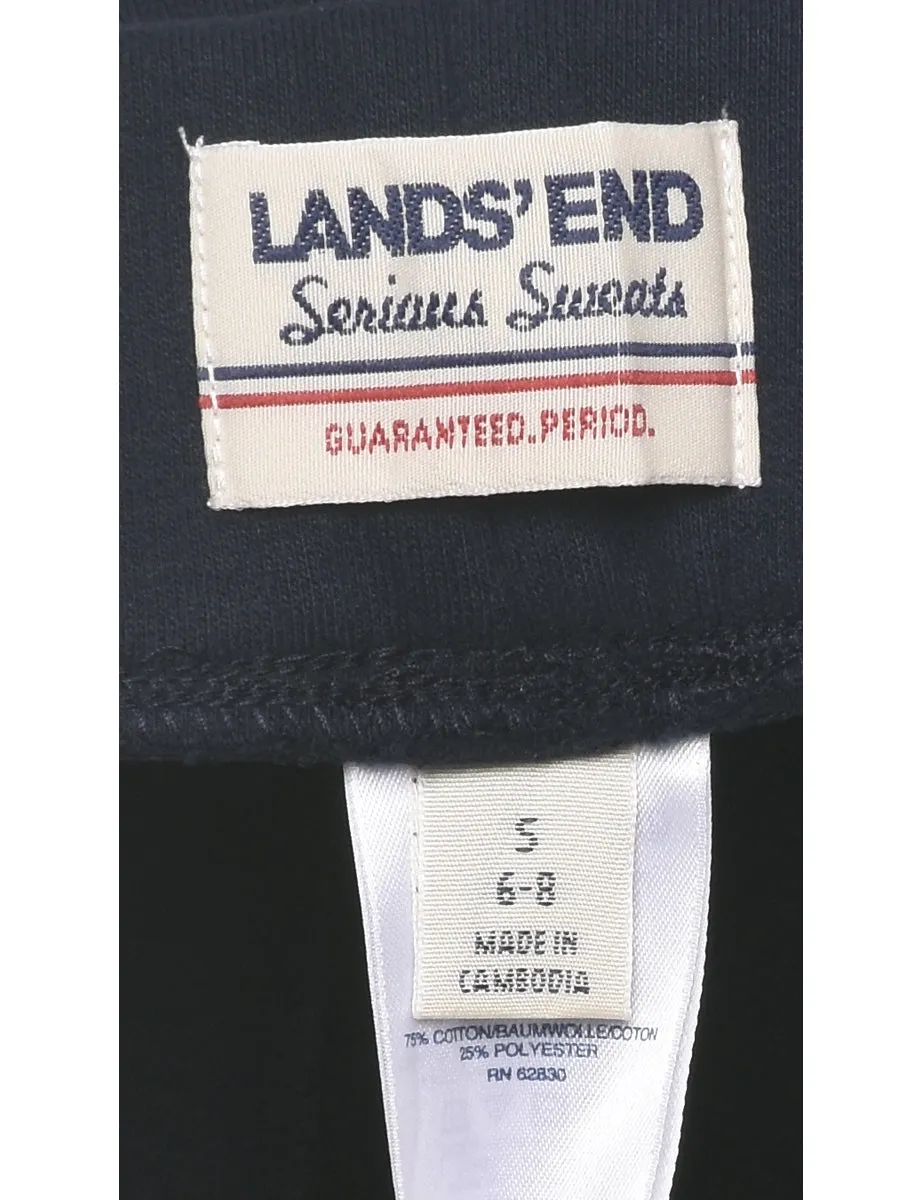 LANDS' END
Serious Sweats
GUARANTEED. PERIOD.
S
6-8
MADE IN
CAMBODIA
75% COTTON/BAUMWOLLE/COTON
25% POLYESTER
RN 62830